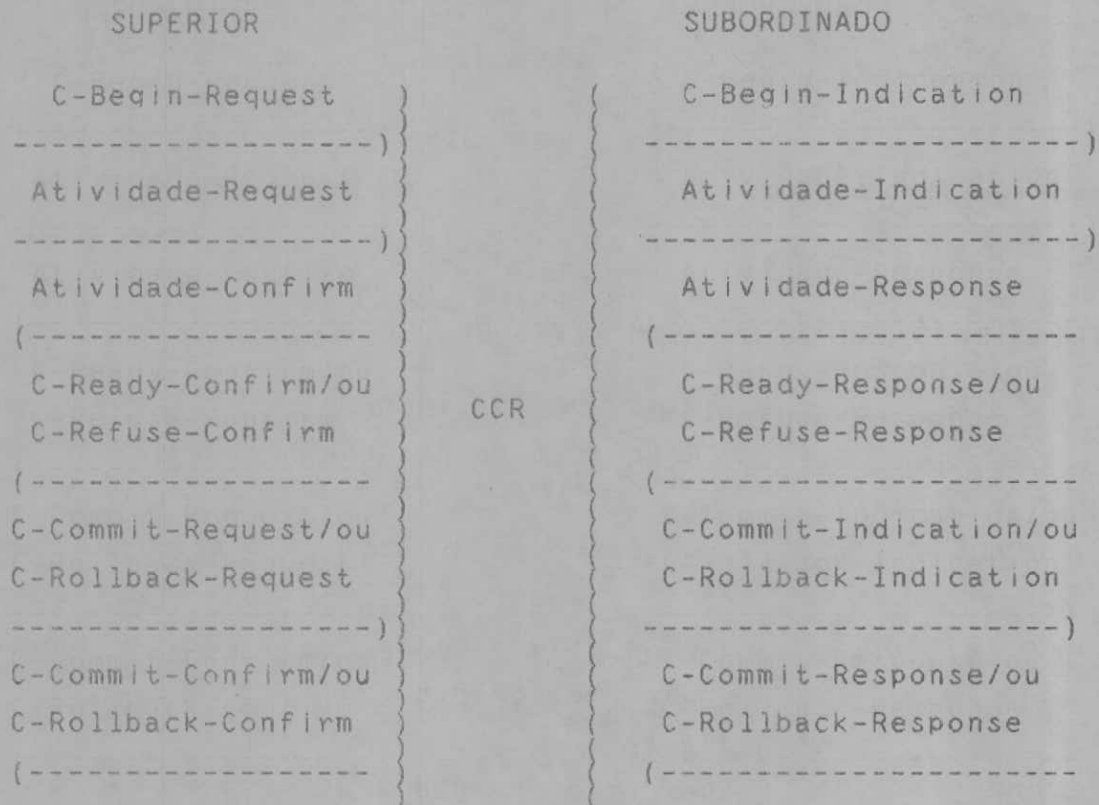 SUPERIOR SUBORDINADO
C-Begin-Request ) ( C-Begin-Indication
-------------------) ------------------------)
Atividade-Request Atividade-Indication
-------------------) ------------------------)
Atividade-Confirm Atividade-Response
(------------------- (-----------------------
C-Ready-Confirm/ou C-Ready-Response/ou
CCR
C-Refuse-Confirm C-Refuse-Response
(------------------- (-----------------------
C-Commit-Request/ou C-Commit-Indication/ou
C-Rollback-Request C-Rollback-Indication
-------------------) -----------------------)
C-Commit-Confirm/ou C-Commit-Response/ou
C-Rollback-Confirm C-Rollback-Response
(------------------- (-----------------------